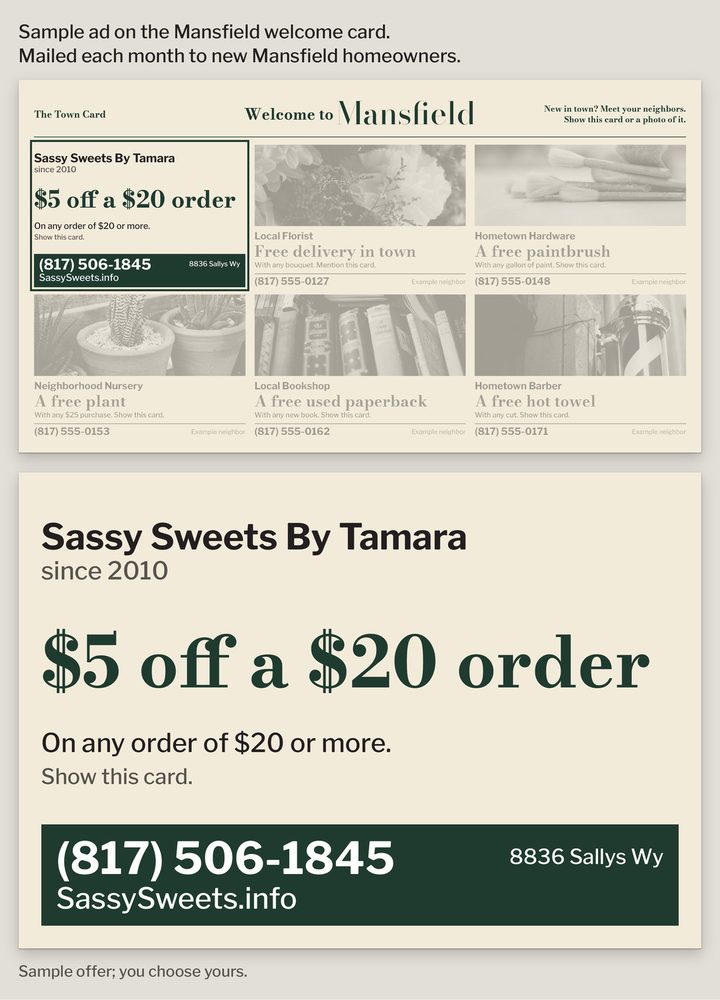 Sample ad on the Mansfield welcome card.
Mailed each month to new Mansfield homeowners.
The Town Card
Welcome to Mansfield
New in town? Meet your neighbors.
Show this card or a photo of it.
Sassy Sweets By Tamara
since 2010
$5 off a $20 order
On any order of $20 or more.
Show this card.
(817) 506-1845
8836 Sallys Wy
SassySweets.info
Local Florist
Free delivery in town
With any bouquet. Mention this card.
(817) 555-0127
Example neighbor
Hometown Hardware
A free paintbrush
With any gallon of paint. Show this card.
(817) 555-0148
Example neighbor
Neighborhood Nursery
A free plant
With any $25 purchase. Show this card.
(817) 555-0153
Example neighbor
Local Bookshop
A free used paperback
With any new book. Show this card.
(817) 555-0162
Example neighbor
Hometown Barber
A free hot towel
With any cut. Show this card.
(817) 555-0171
Example neighbor
Sassy Sweets By Tamara
since 2010
$5 off a $20 order
On any order of $20 or more.
Show this card.
(817) 506-1845
8836 Sallys Wy
SassySweets.info
Sample offer; you choose yours.